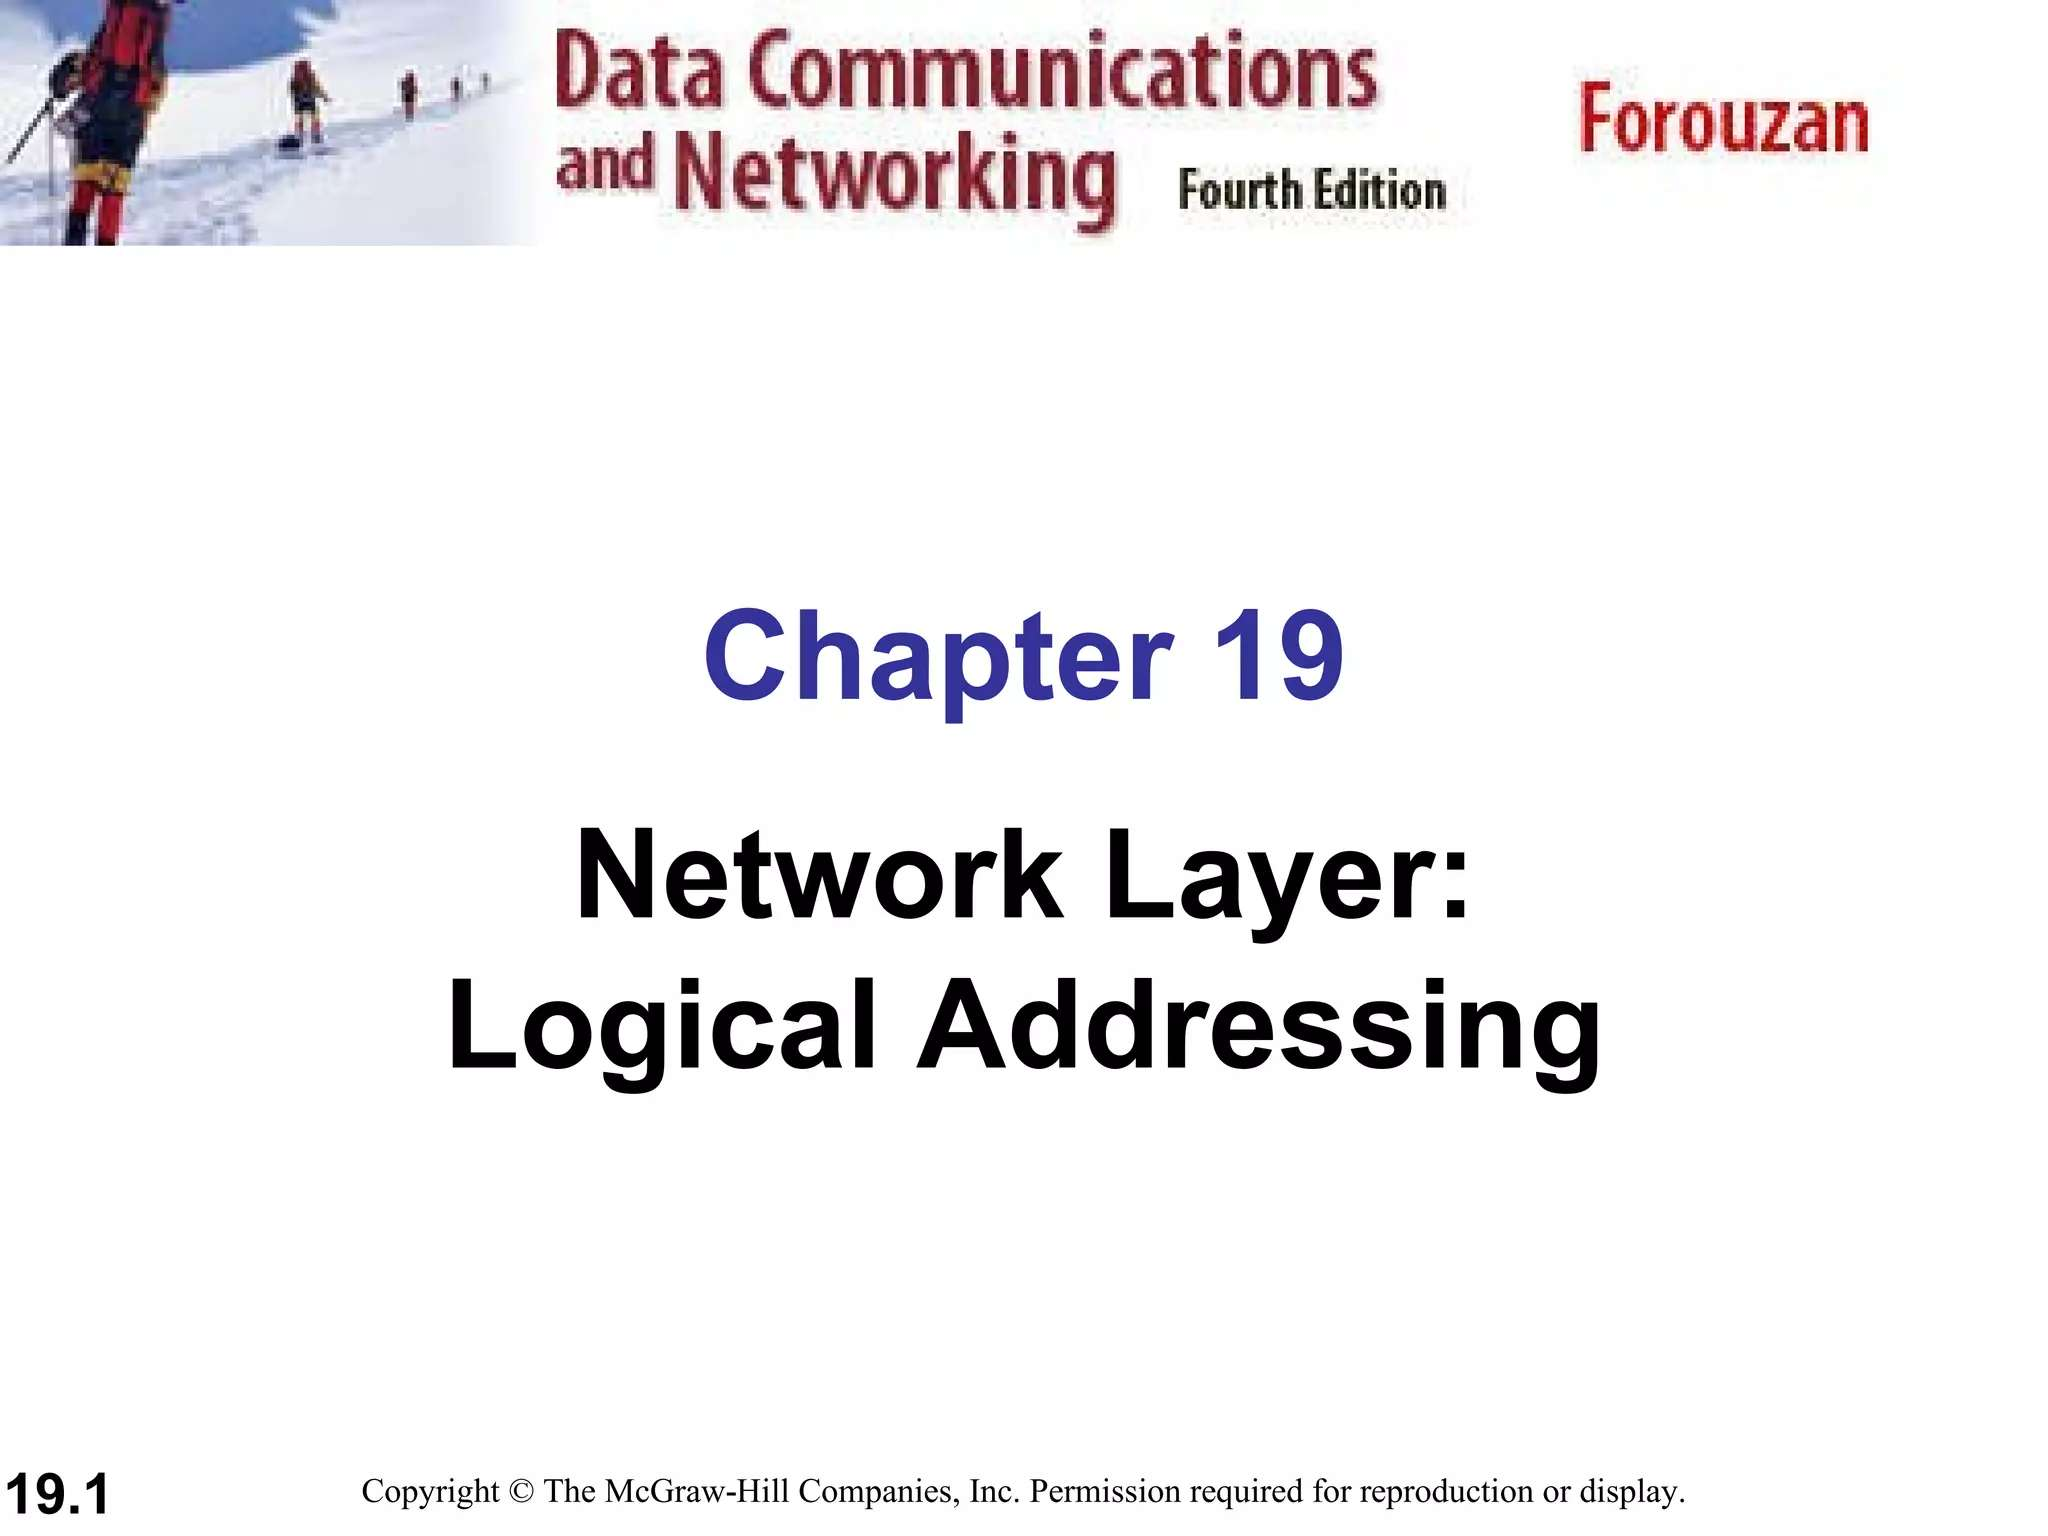 Data Communications
and Networking Fourth Edition
Forouzan
Chapter 19
Network Layer:
Logical Addressing
19.1
Copyright © The McGraw-Hill Companies, Inc. Permission required for reproduction or display.